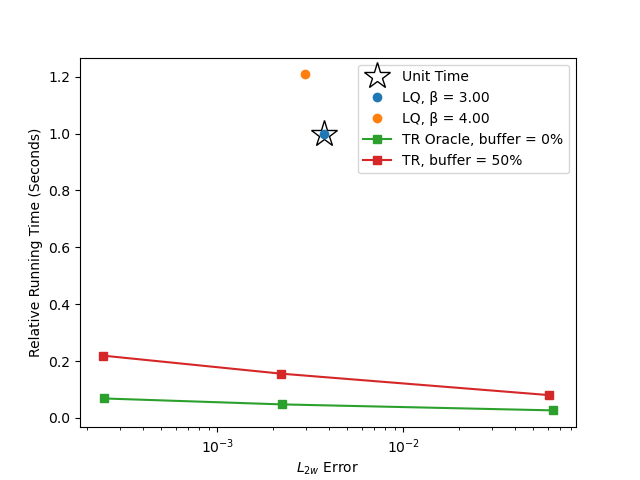 Unit Time
LQ, β = 3.00
LQ, β = 4.00
TR Oracle, buffer = 0%
TR, buffer = 50%
Relative Running Time (Seconds)
1.2
1.0
0.8
0.6
0.4
0.2
0.0
10⁻³ 10⁻²
L₂w Error